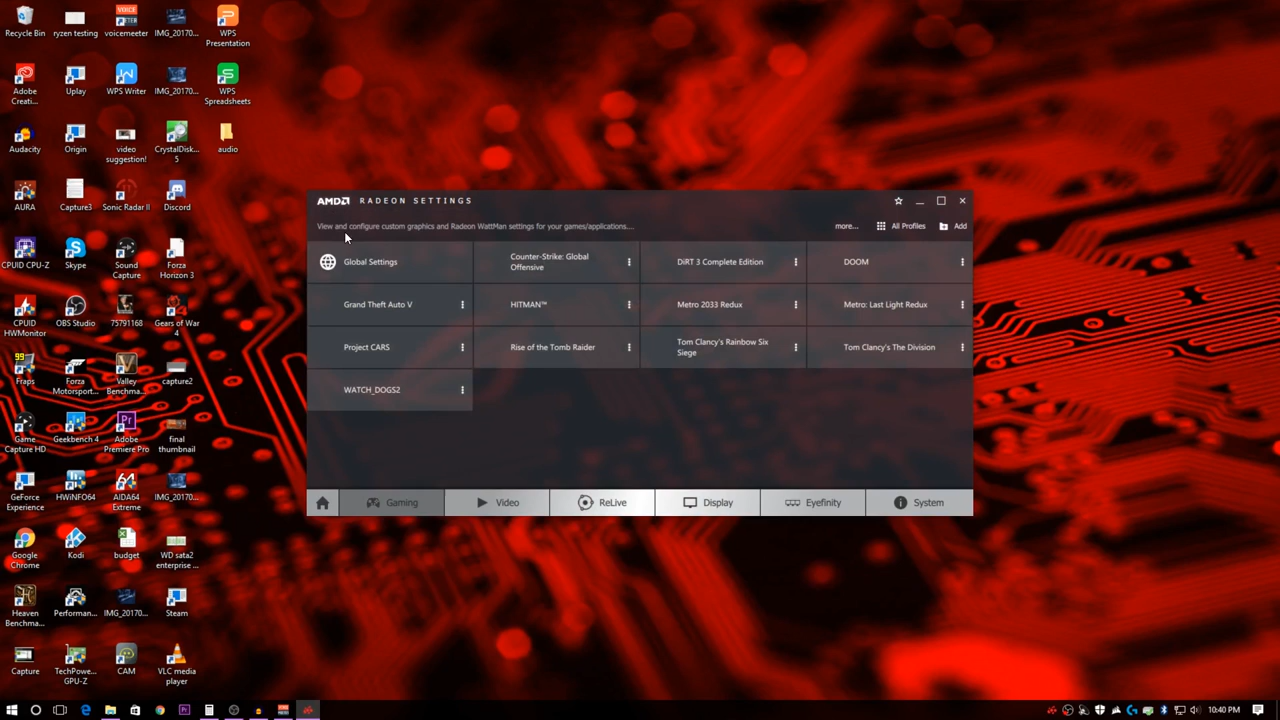 Recycle Bin
ryzen testing
voicemeeter
IMG_20170...
WPS
Presentation
Adobe
Creati...
Uplay
WPS Writer
IMG_20170...
WPS
Spreadsheets
Audacity
Origin
video
suggestion!
CrystalDisk...
5
audio
AURA
Capture3
Sonic Radar II
Discord
CPUID CPU-Z
Skype
Sound
Capture
Forza
Horizon 3
CPUID
HWMonitor
OBS Studio
75791168
Gears of War
4
99
Fraps
Forza
Motorsport...
Valley
Benchma...
capture2
Game
Capture HD
Geekbench 4
Adobe
Premiere Pro
final
thumbnail
GeForce
Experience
HWiNFO64
64
AIDA64
Extreme
IMG_20170...
Google
Chrome
Kodi
budget
WD sata2
enterprise ...
Heaven
Benchma...
Performan...
IMG_20170...
Steam
Capture
TechPowe...
GPU-Z
CAM
VLC media
player
AMD RADEON SETTINGS
View and configure custom graphics and Radeon WattMan settings for your games/applications....
more...
All Profiles
Add
Global Settings
Counter-Strike: Global
Offensive
DiRT 3 Complete Edition
DOOM
Grand Theft Auto V
HITMAN™
Metro 2033 Redux
Metro: Last Light Redux
Project CARS
Rise of the Tomb Raider
Tom Clancy's Rainbow Six
Siege
Tom Clancy's The Division
WATCH_DOGS2
Gaming
Video
ReLive
Display
Eyefinity
System
10:40 PM